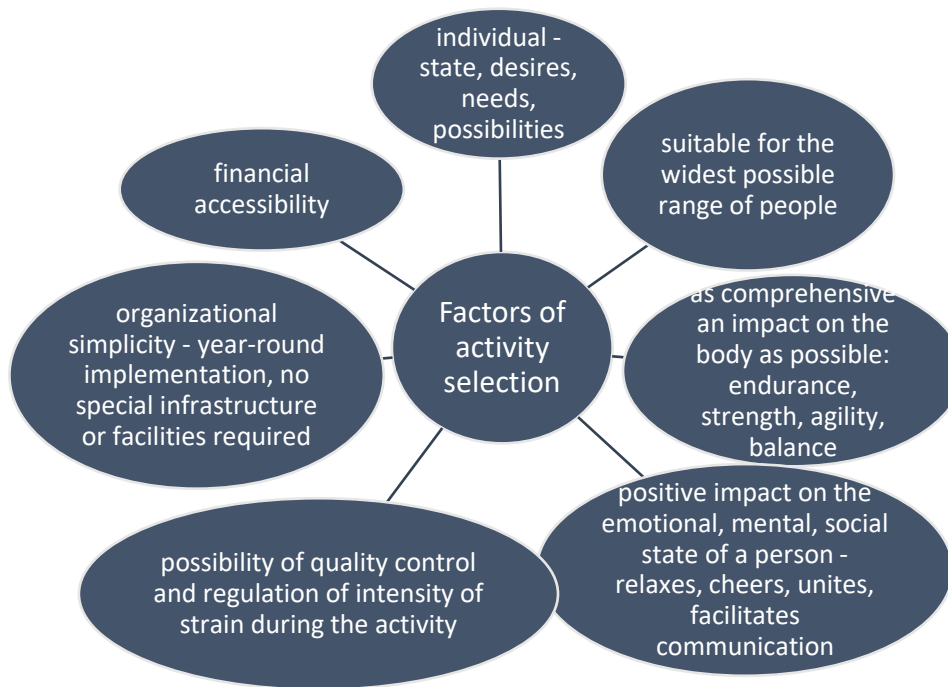 individual -
state, desires,
needs,
possibilities
suitable for the
widest possible
range of people
financial
accessibility
Factors of
activity
selection
as comprehensive
an impact on the
body as possible:
endurance,
strength, agility,
balance
organizational
simplicity - year-round
implementation, no
special infrastructure
or facilities required
positive impact on the
emotional, mental, social
state of a person -
relaxes, cheers, unites,
facilitates
communication
possibility of quality control
and regulation of intensity of
strain during the activity